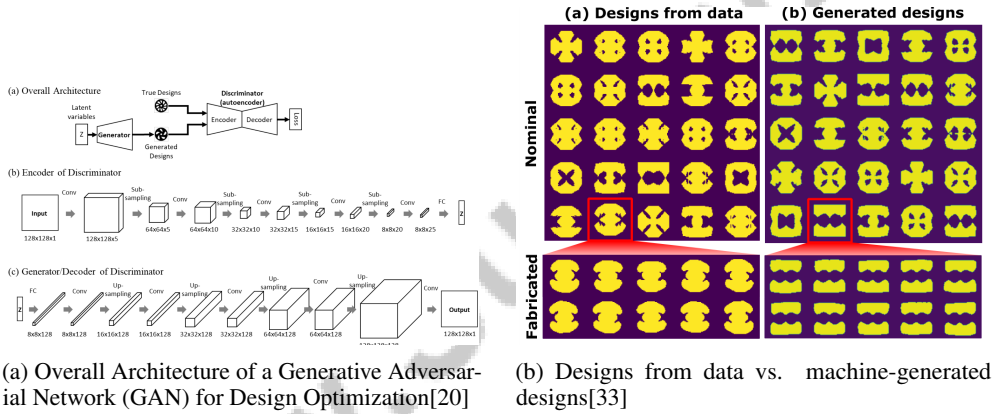 (a) Overall Architecture
Latent
variables
True Designs
Discriminator
(autoencoder)
Z
Generator
Encoder
Decoder
Loss
Generated
Designs
(b) Encoder of Discriminator
Input
Conv
Sub-
sampling
Conv
Sub-
sampling
Conv
Sub-
sampling
Conv
Sub-
sampling
Conv
FC
Z
128x128x1
128x128x5
64x64x5
64x64x10
32x32x10
32x32x15
16x16x15
16x16x20
8x8x20
8x8x25
(c) Generator/Decoder of Discriminator
Z
FC
Conv
Up-
sampling
Conv
Up-
sampling
Conv
Up-
sampling
Conv
Up-
sampling
Conv
Output
8x8x128
8x8x128
16x16x128
16x16x128
32x32x128
32x32x128
64x64x128
64x64x128
128x128x128
128x128x1
(a) Overall Architecture of a Generative Adversar-
ial Network (GAN) for Design Optimization[20]
(a) Designs from data
(b) Generated designs
Nominal
Fabricated
(b) Designs from data vs. machine-generated
designs[33]